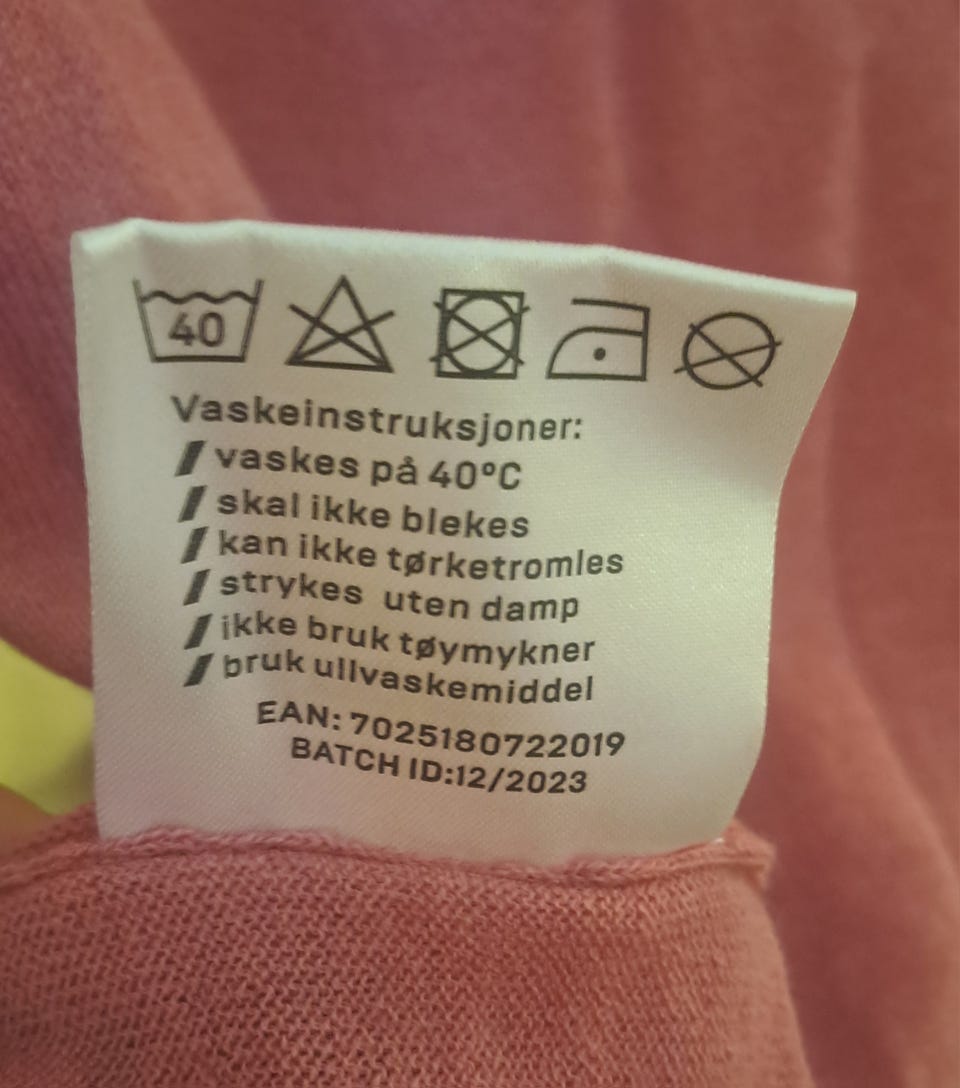 40
Vaskeinstruksjoner:
/ vaskes på 40ºC
/ skal ikke blekes
/ kan ikke tørketromles
/ strykes uten damp
/ ikke bruk tøymykner
/ bruk ullvaskemiddel
EAN: 7025180722019
BATCH ID:12/2023